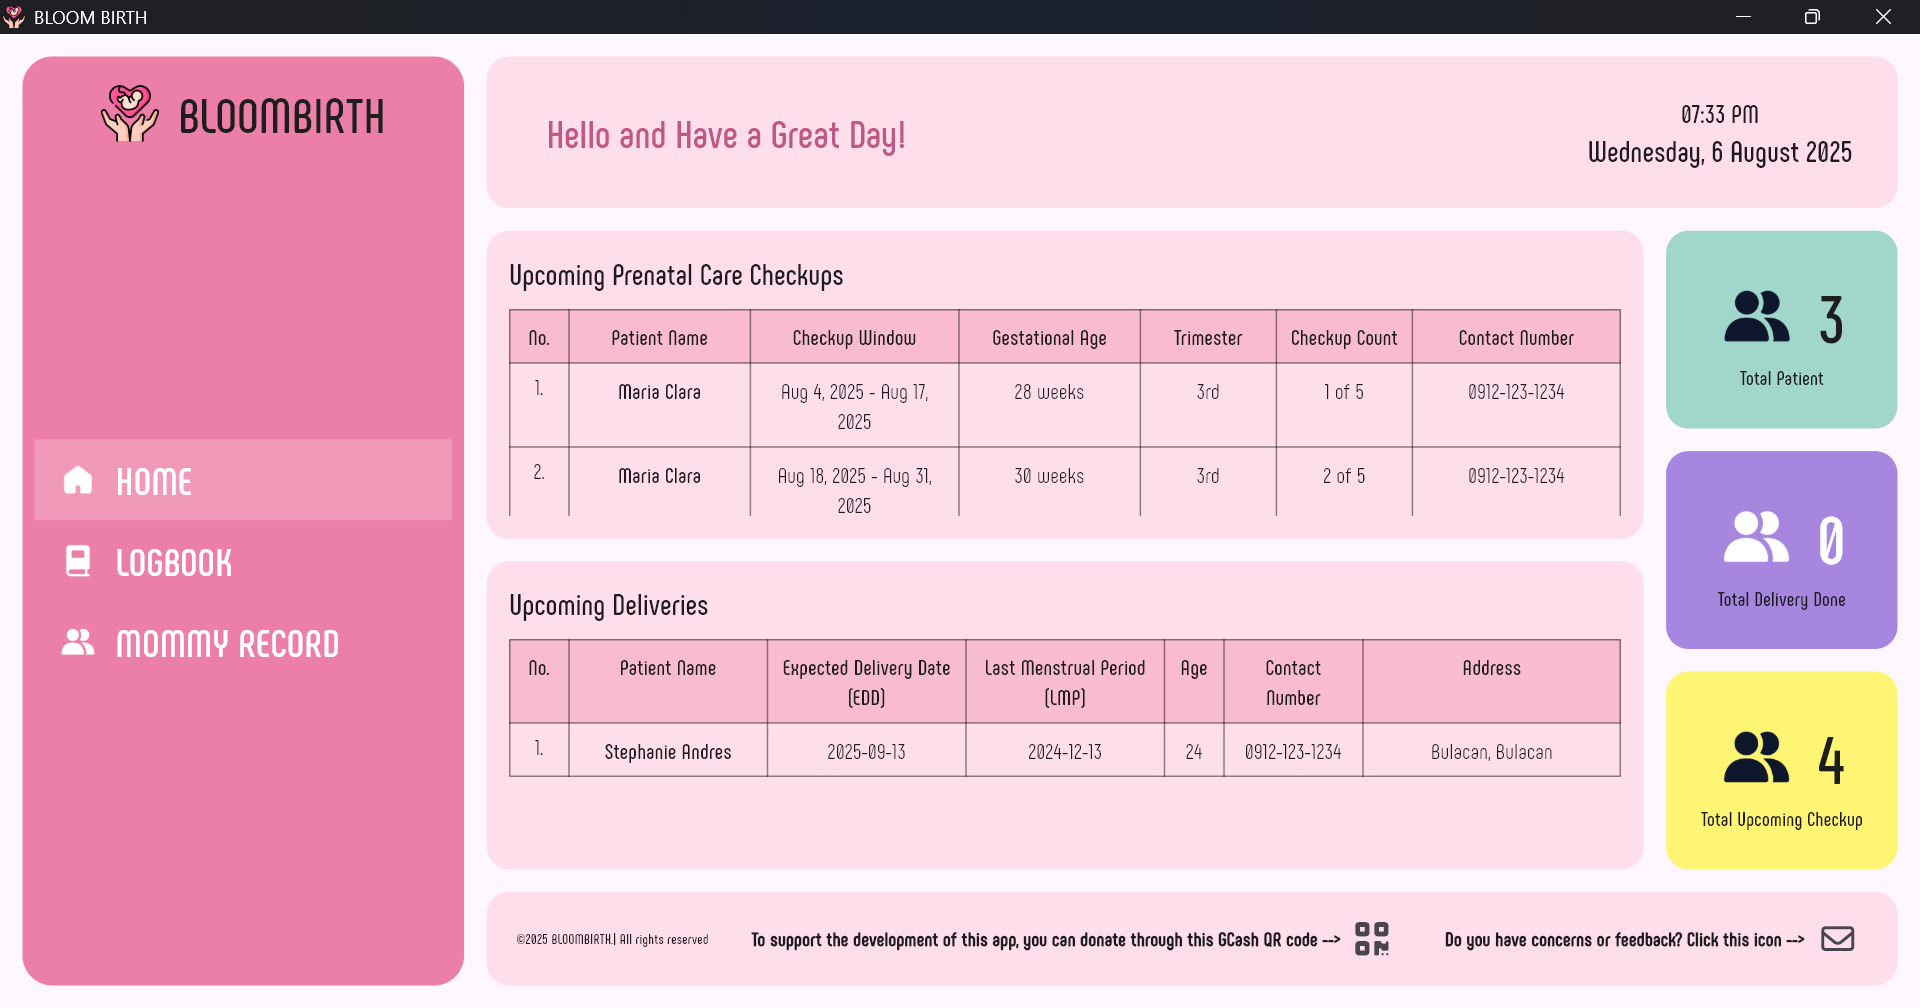 BLOOM BIRTH
BLOOMBIRTH
HOME
LOGBOOK
MOMMY RECORD
Hello and Have a Great Day!
07:33 PM
Wednesday, 6 August 2025
Upcoming Prenatal Care Checkups
No. Patient Name Checkup Window Gestational Age Trimester Checkup Count Contact Number
1. Maria Clara Aug 4, 2025 - Aug 17, 2025 28 weeks 3rd 1 of 5 0912-123-1234
2. Maria Clara Aug 18, 2025 - Aug 31, 2025 30 weeks 3rd 2 of 5 0912-123-1234
Upcoming Deliveries
No. Patient Name Expected Delivery Date (EDD) Last Menstrual Period (LMP) Age Contact Number Address
1. Stephanie Andres 2025-09-13 2024-12-13 24 0912-123-1234 Bulacan, Bulacan
3
Total Patient
0
Total Delivery Done
4
Total Upcoming Checkup
©2025 BLOOMBIRTH.| All rights reserved
To support the development of this app, you can donate through this GCash QR code -->
Do you have concerns or feedback? Click this icon -->